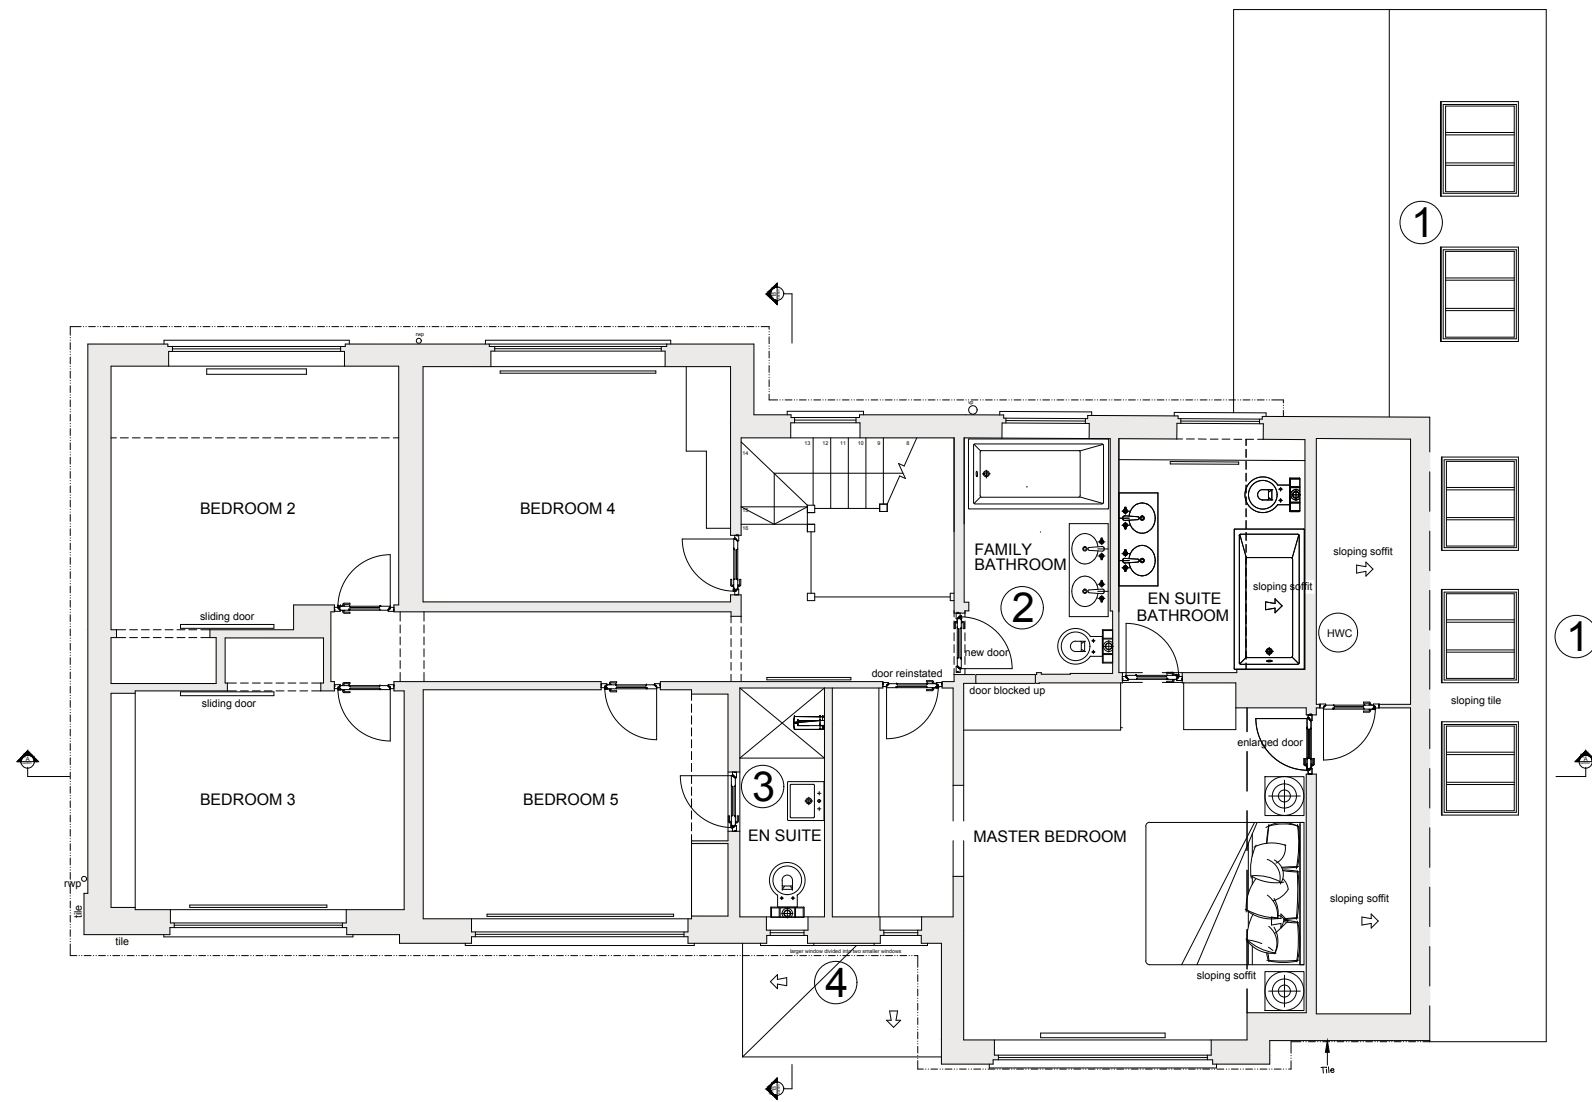 1
rwp
13
12
11
10
9
8
14
15
16
BEDROOM 2
BEDROOM 4
FAMILY
BATHROOM
2
sloping soffit
sloping soffit
EN SUITE
BATHROOM
HWC
1
sliding door
new door
door reinstated
door blocked up
sliding door
sloping tile
enlarged door
3
BEDROOM 3
BEDROOM 5
EN SUITE
MASTER BEDROOM
rwp
tile
sloping soffit
tile
larger window divided into two smaller windows
4
sloping soffit
Tile